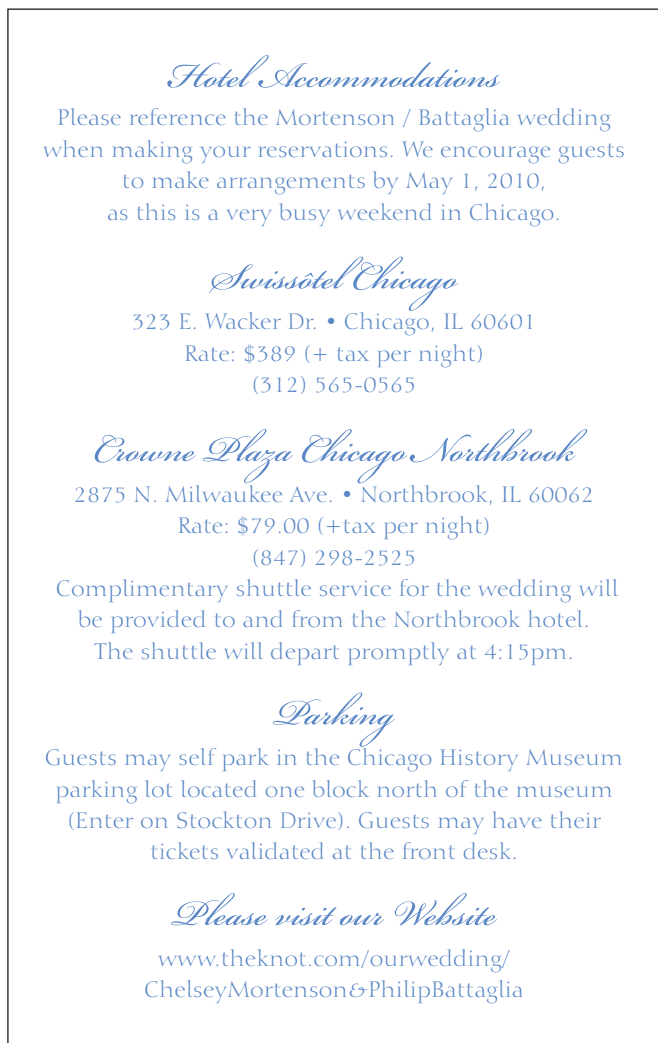 Hotel Accommodations
Please reference the Mortenson / Battaglia wedding
when making your reservations. We encourage guests
to make arrangements by May 1, 2010,
as this is a very busy weekend in Chicago.
Swissôtel Chicago
323 E. Wacker Dr. • Chicago, IL 60601
Rate: $389 (+ tax per night)
(312) 565-0565
Crowne Plaza Chicago Northbrook
2875 N. Milwaukee Ave. • Northbrook, IL 60062
Rate: $79.00 (+tax per night)
(847) 298-2525
Complimentary shuttle service for the wedding will
be provided to and from the Northbrook hotel.
The shuttle will depart promptly at 4:15pm.
Parking
Guests may self park in the Chicago History Museum
parking lot located one block north of the museum
(Enter on Stockton Drive). Guests may have their
tickets validated at the front desk.
Please visit our Website
www.theknot.com/ourwedding/
ChelseyMortenson&PhilipBattaglia